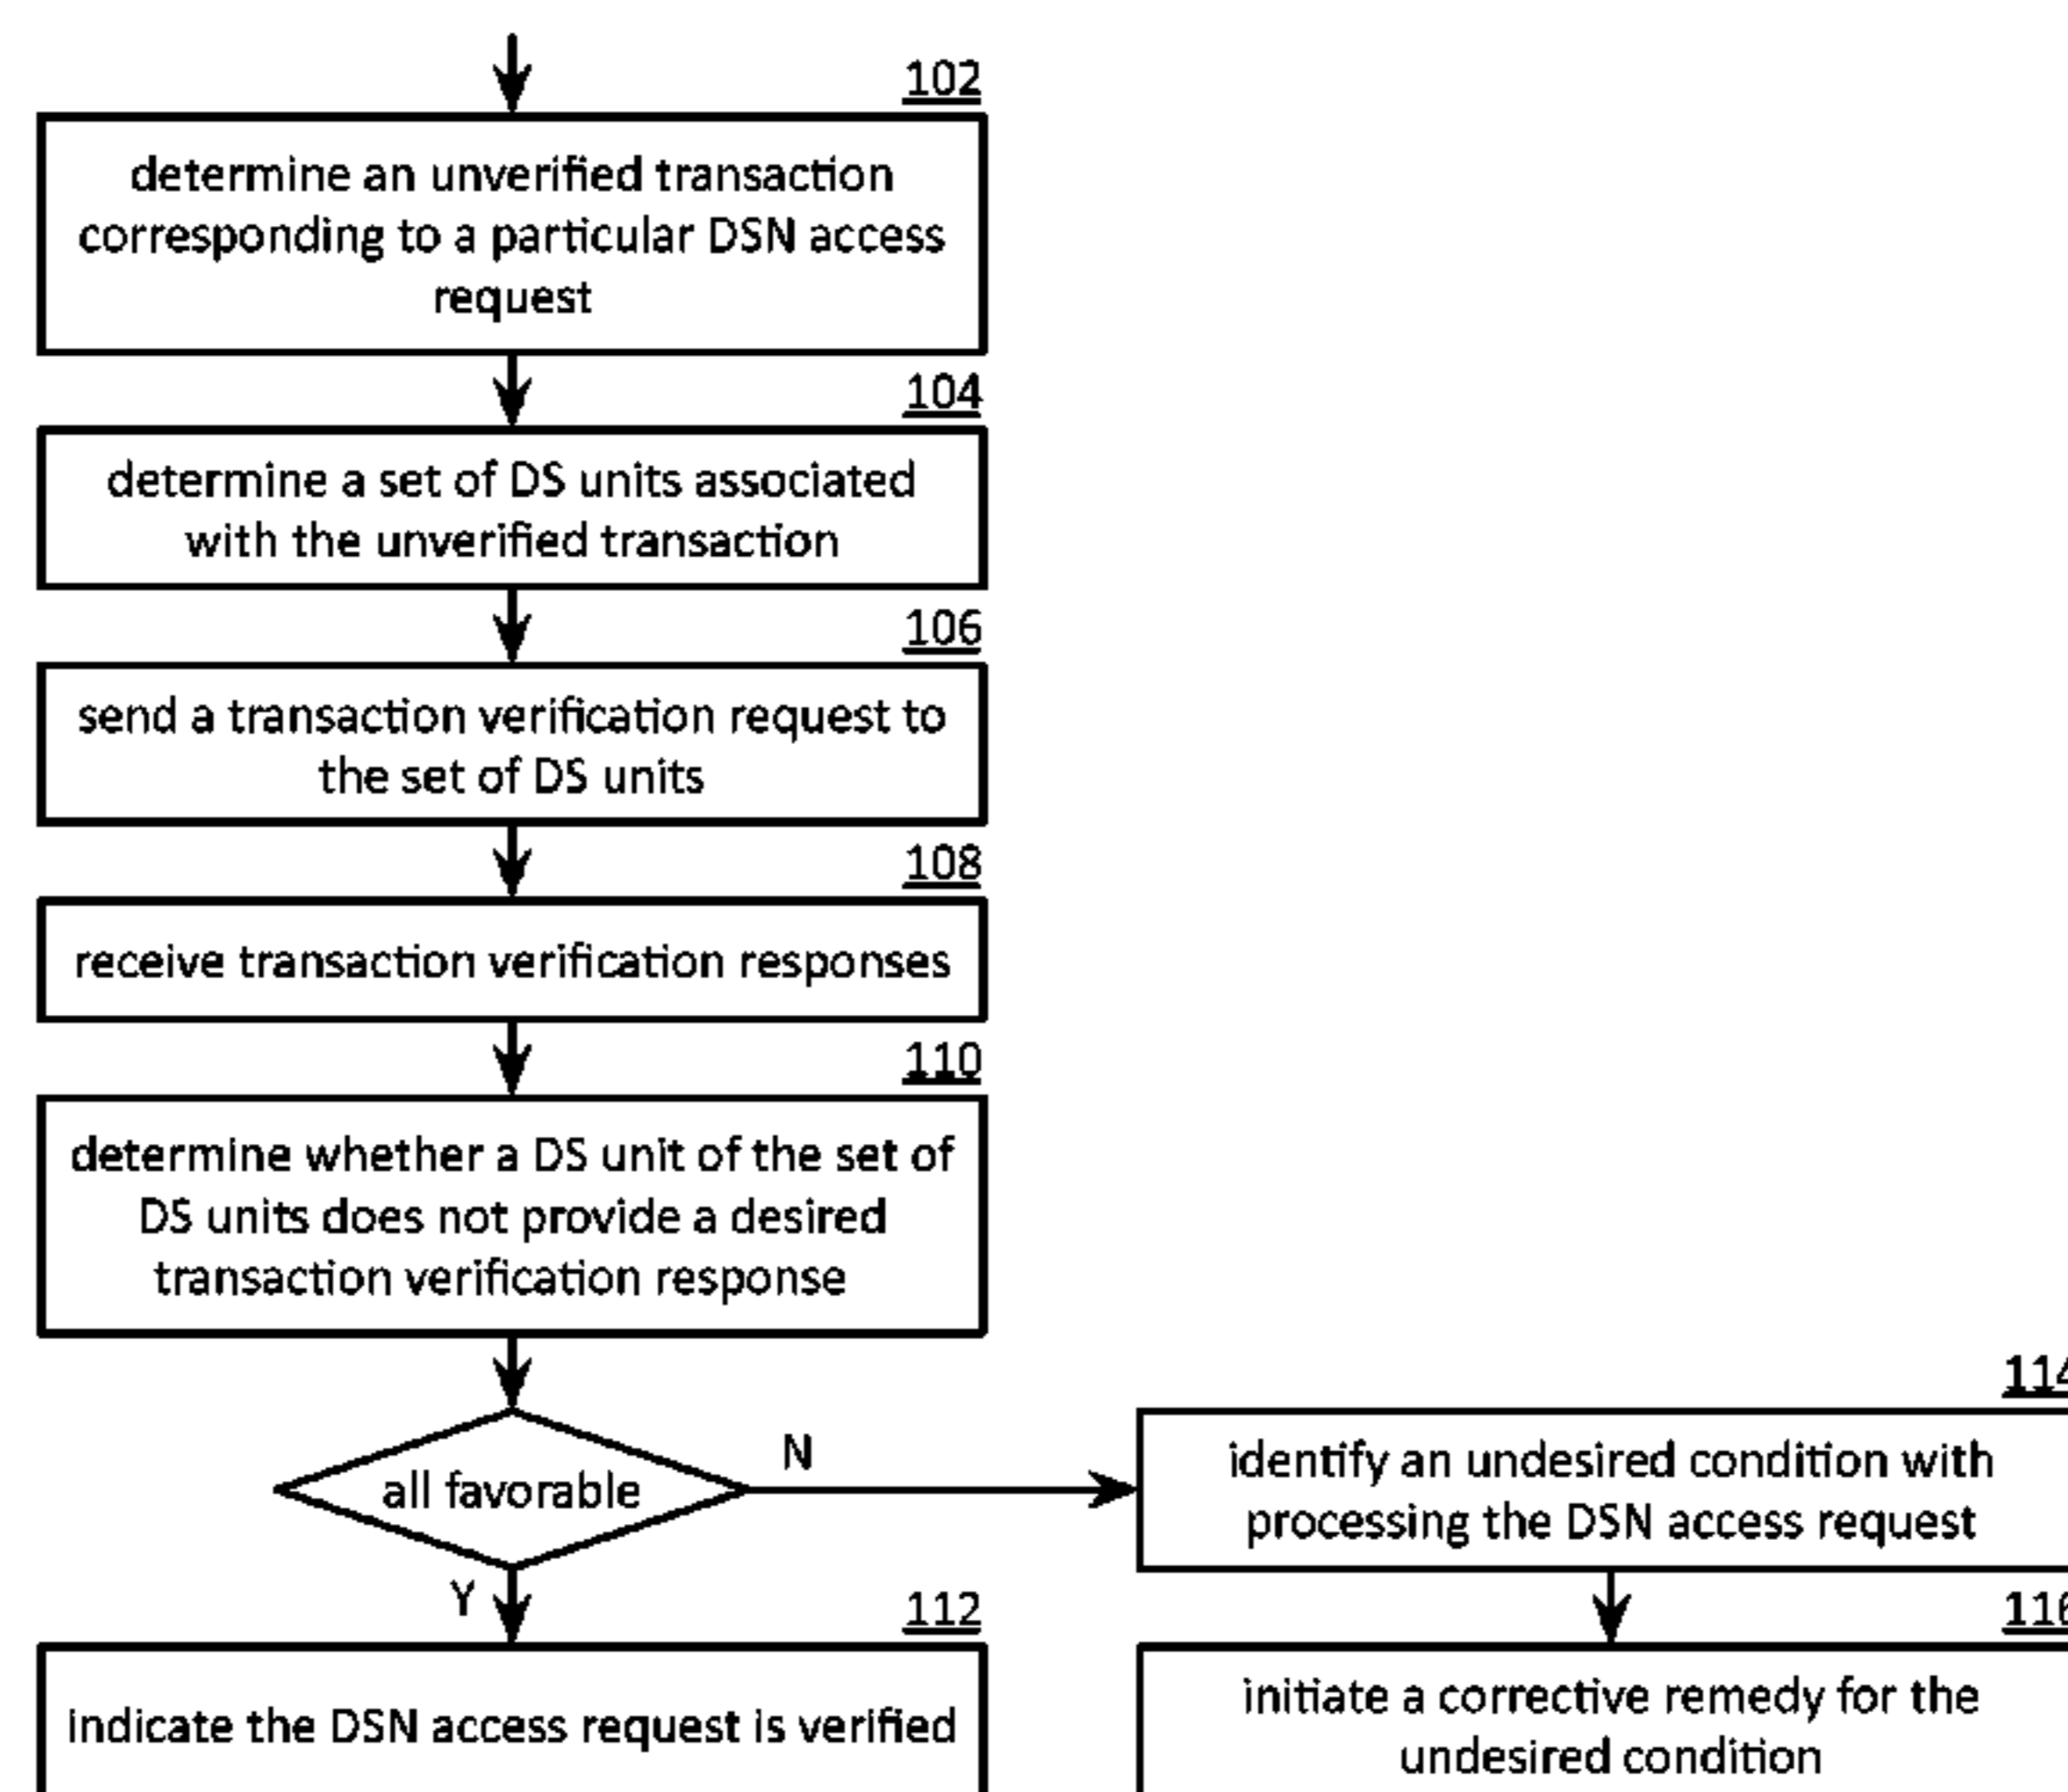 102
determine an unverified transaction
corresponding to a particular DSN access
request
104
determine a set of DS units associated
with the unverified transaction
106
send a transaction verification request to
the set of DS units
108
receive transaction verification responses
110
determine whether a DS unit of the set of
DS units does not provide a desired
transaction verification response
all favorable
N
Y
114
identify an undesired condition with
processing the DSN access request
112
indicate the DSN access request is verified
116
initiate a corrective remedy for the
undesired condition